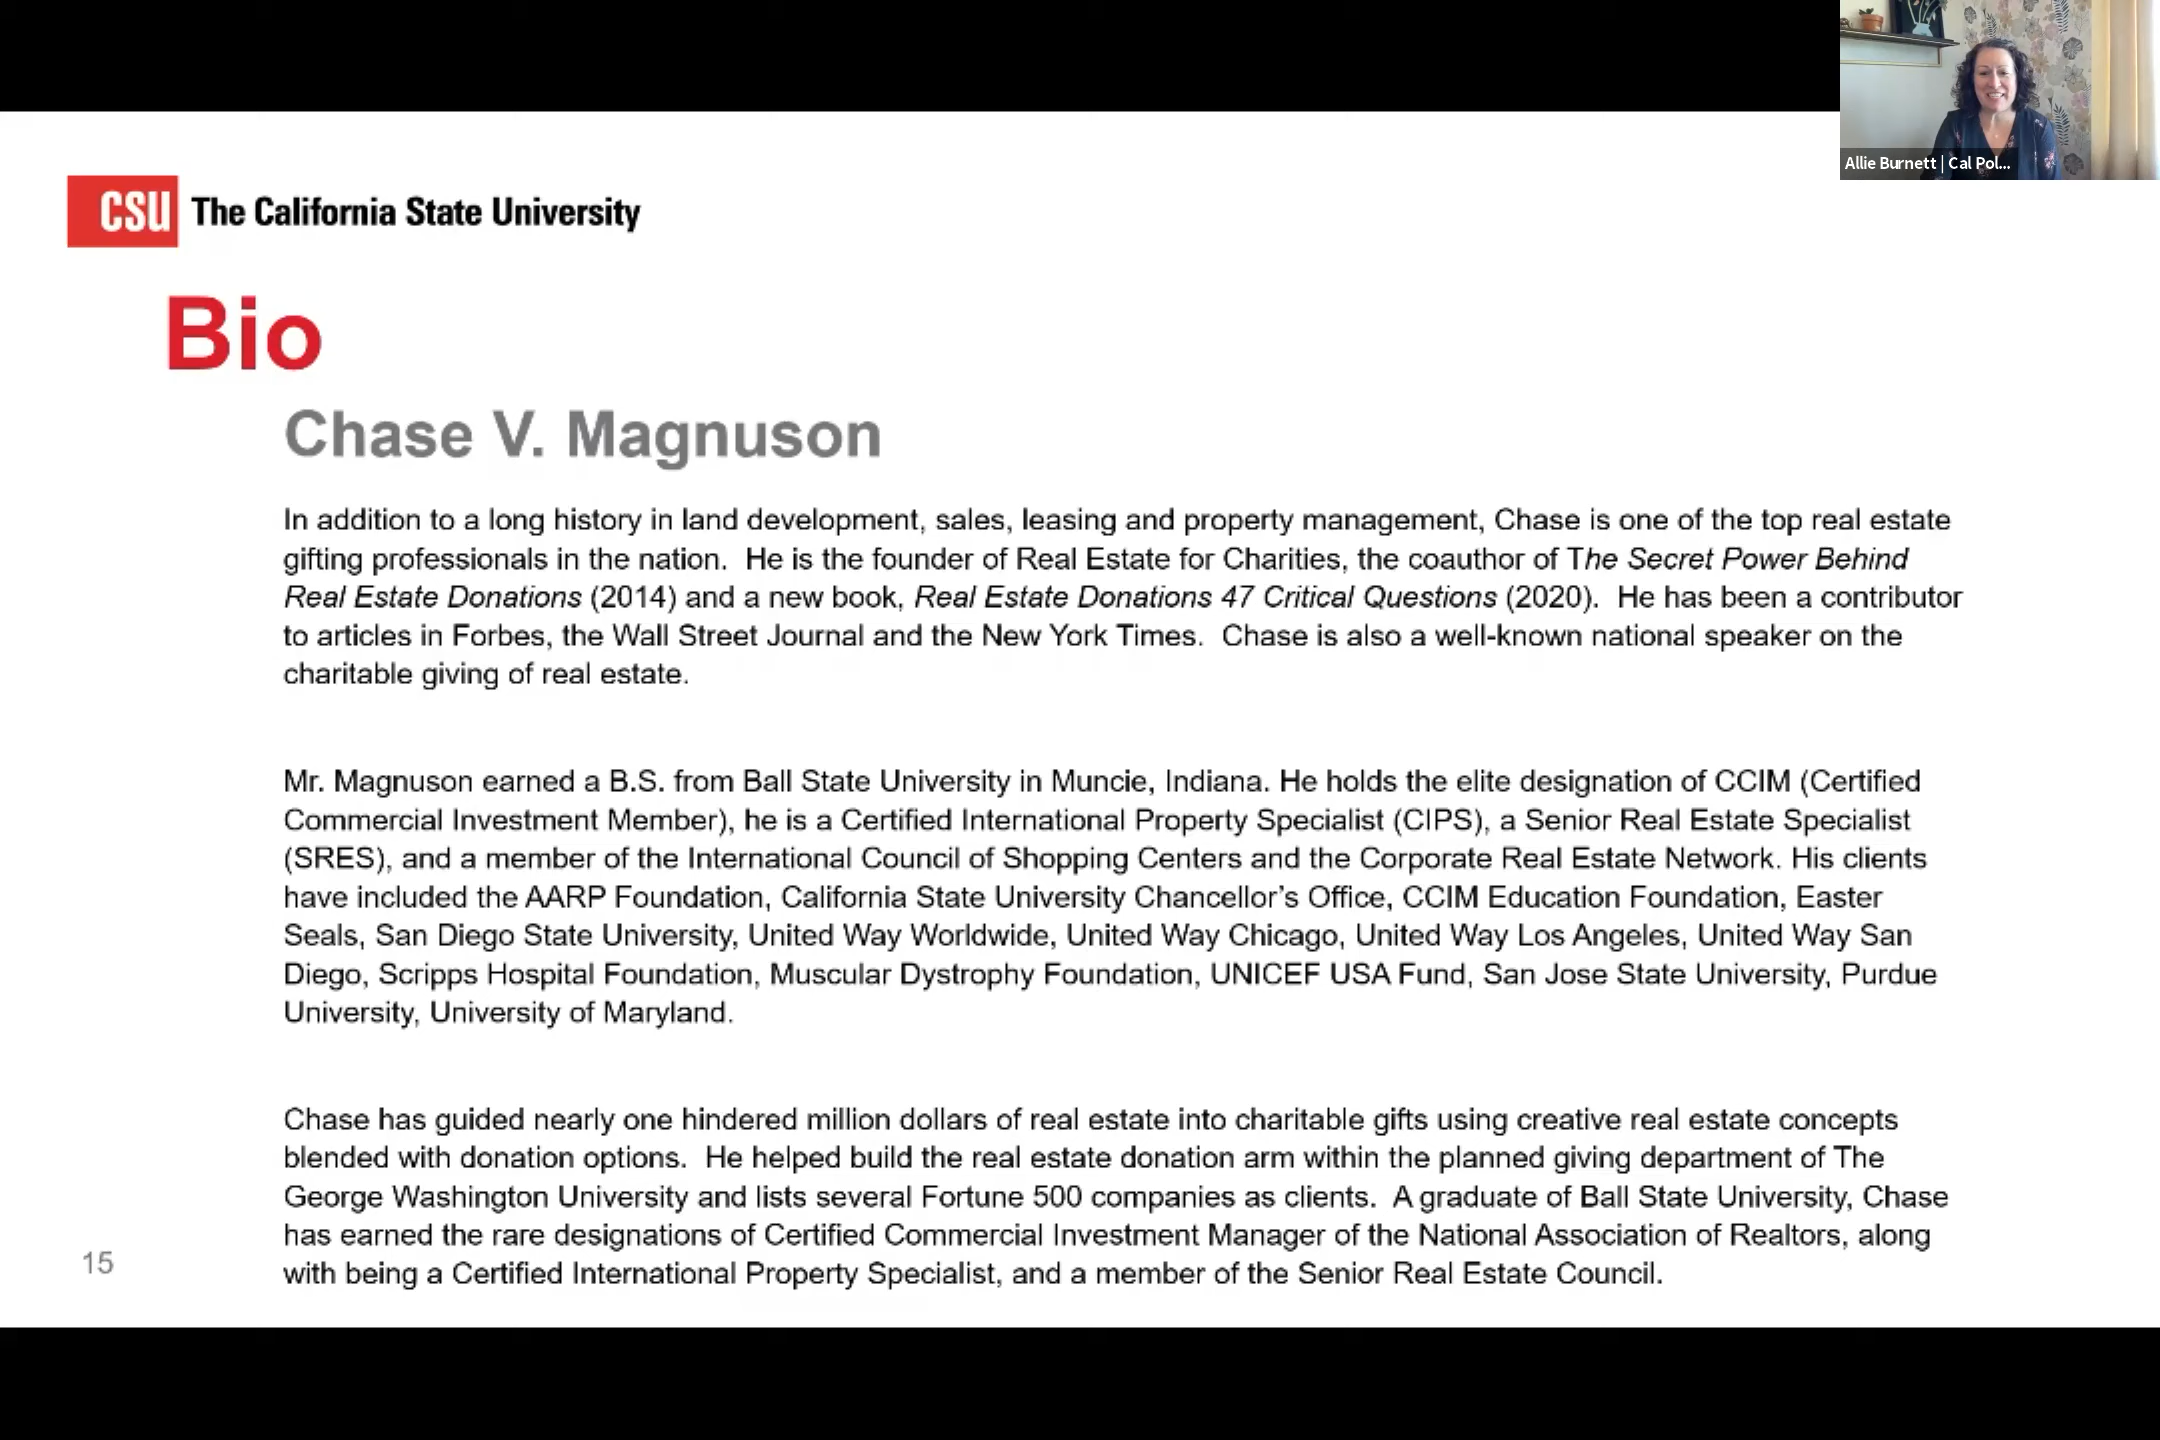 Allie Burnett | Cal Pol...
CSU The California State University
Bio
Chase V. Magnuson
In addition to a long history in land development, sales, leasing and property management, Chase is one of the top real estate
gifting professionals in the nation.  He is the founder of Real Estate for Charities, the coauthor of The Secret Power Behind
Real Estate Donations (2014) and a new book, Real Estate Donations 47 Critical Questions (2020).  He has been a contributor
to articles in Forbes, the Wall Street Journal and the New York Times.  Chase is also a well-known national speaker on the
charitable giving of real estate.
Mr. Magnuson earned a B.S. from Ball State University in Muncie, Indiana. He holds the elite designation of CCIM (Certified
Commercial Investment Member), he is a Certified International Property Specialist (CIPS), a Senior Real Estate Specialist
(SRES), and a member of the International Council of Shopping Centers and the Corporate Real Estate Network. His clients
have included the AARP Foundation, California State University Chancellor's Office, CCIM Education Foundation, Easter
Seals, San Diego State University, United Way Worldwide, United Way Chicago, United Way Los Angeles, United Way San
Diego, Scripps Hospital Foundation, Muscular Dystrophy Foundation, UNICEF USA Fund, San Jose State University, Purdue
University, University of Maryland.
Chase has guided nearly one hindered million dollars of real estate into charitable gifts using creative real estate concepts
blended with donation options.  He helped build the real estate donation arm within the planned giving department of The
George Washington University and lists several Fortune 500 companies as clients.  A graduate of Ball State University, Chase
has earned the rare designations of Certified Commercial Investment Manager of the National Association of Realtors, along
with being a Certified International Property Specialist, and a member of the Senior Real Estate Council.
15